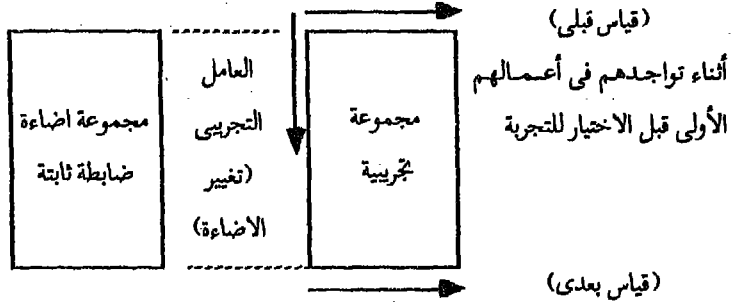 (قياس قبلى)
أثناء تواجدهم فى أعمالهم
الأولى قبل الاختيار للتجربة
مجموعة
تجريبية
العامل
التجريبى
(تغيير
الاضاءة)
مجموعة اضاءة
ضابطة ثابتة
(قياس بعدى)